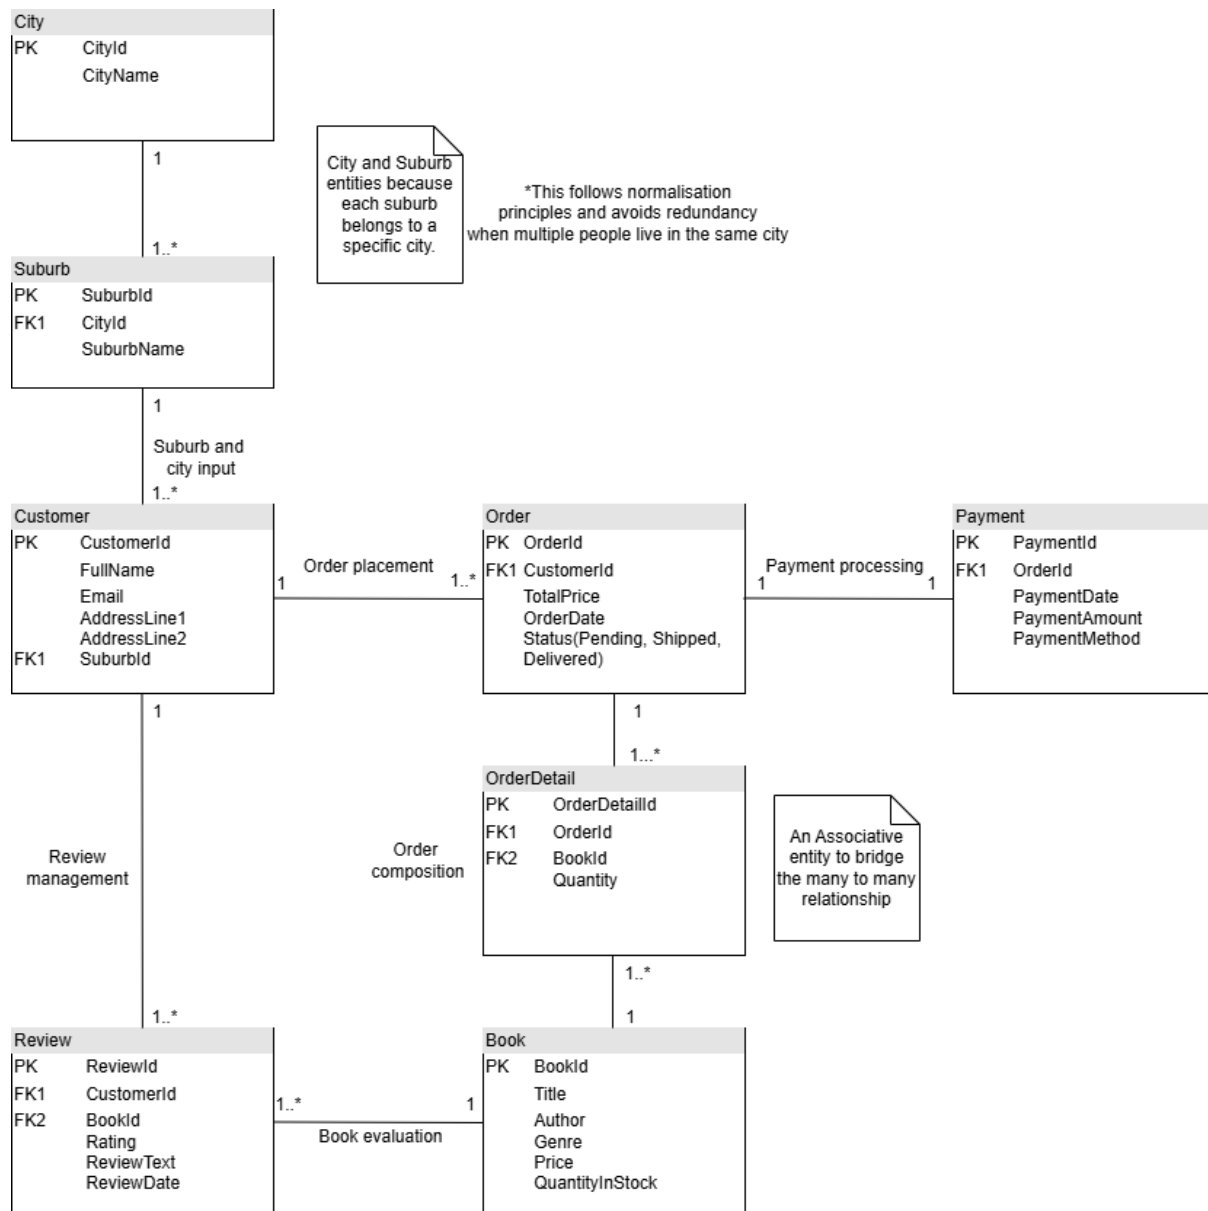 City
PK CityId
CityName
1
City and Suburb
entities because
each suburb
belongs to a
specific city.
*This follows normalisation
principles and avoids redundancy
when multiple people live in the same city
1..*
Suburb
PK SuburbId
FK1 CityId
SuburbName
1
Suburb and
city input
1..*
Customer
PK CustomerId
FullName
Email
AddressLine1
AddressLine2
FK1 SuburbId
Order placement
1
1..*
Order
PK OrderId
FK1 CustomerId
TotalPrice
OrderDate
Status(Pending, Shipped,
Delivered)
Payment processing
1
1
Payment
PK PaymentId
FK1 OrderId
PaymentDate
PaymentAmount
PaymentMethod
1
1
1...*
OrderDetail
PK OrderDetailId
FK1 OrderId
FK2 BookId
Quantity
An Associative
entity to bridge
the many to many
relationship
Review
management
Order
composition
1..*
1
1..*
Review
PK ReviewId
FK1 CustomerId
FK2 BookId
Rating
ReviewText
ReviewDate
1..*
1
Book evaluation
Book
PK BookId
Title
Author
Genre
Price
QuantityInStock